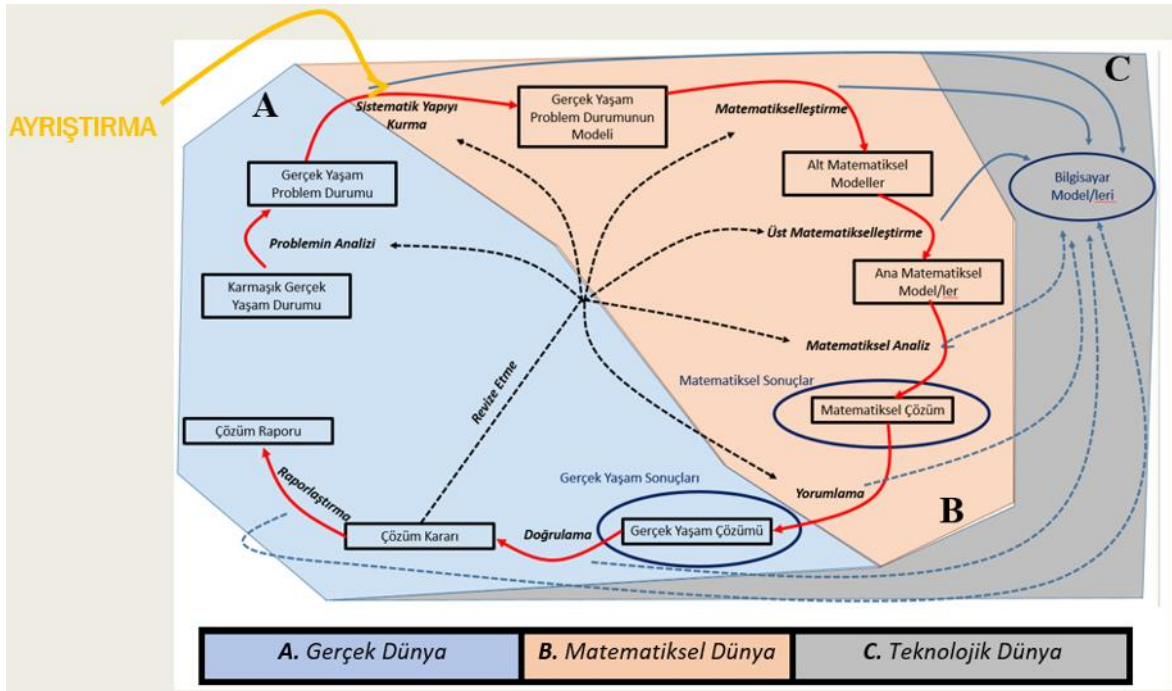 AYRIŞTIRMA
A
C
Sistematik Yapıyı
Kurma
Gerçek Yaşam
Problem Durumunun
Modeli
Matematikselleştirme
Gerçek Yaşam
Problem Durumu
Alt Matematiksel
Modeller
Bilgisayar
Model/leri
Problemin Analizi
Üst Matematikselleştirme
Karmaşık Gerçek
Yaşam Durumu
Ana Matematiksel
Model/ler
Matematiksel Analiz
Revize Etme
Matematiksel Sonuçlar
Matematiksel Çözüm
Çözüm Raporu
Raporlaştırma
Gerçek Yaşam Sonuçları
Yorumlama
B
Çözüm Kararı
Doğrulama
Gerçek Yaşam Çözümü
A. Gerçek Dünya
B. Matematiksel Dünya
C. Teknolojik Dünya